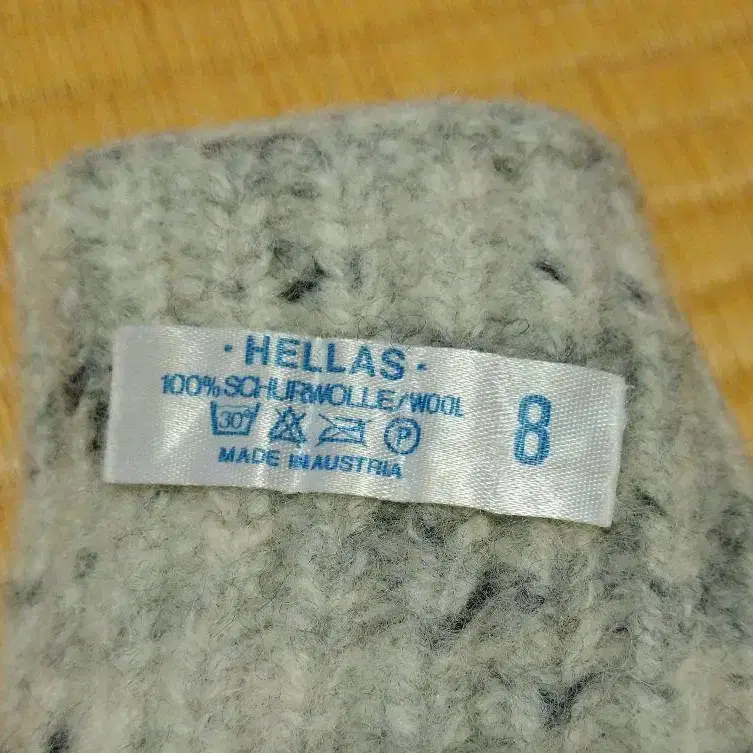 · HELLAS ·
100% SCHURWOLLE/WOOL
30° P
MADE IN AUSTRIA
8